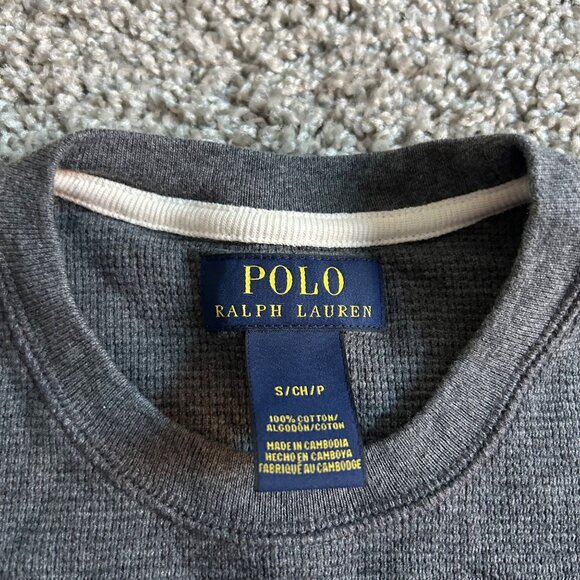 POLO
RALPH LAUREN
S/CH/P
100% COTTON/
ALGODÓN/COTON
MADE IN CAMBODIA
HECHO EN CAMBOYA
FABRIQUÉ AU CAMBODGE